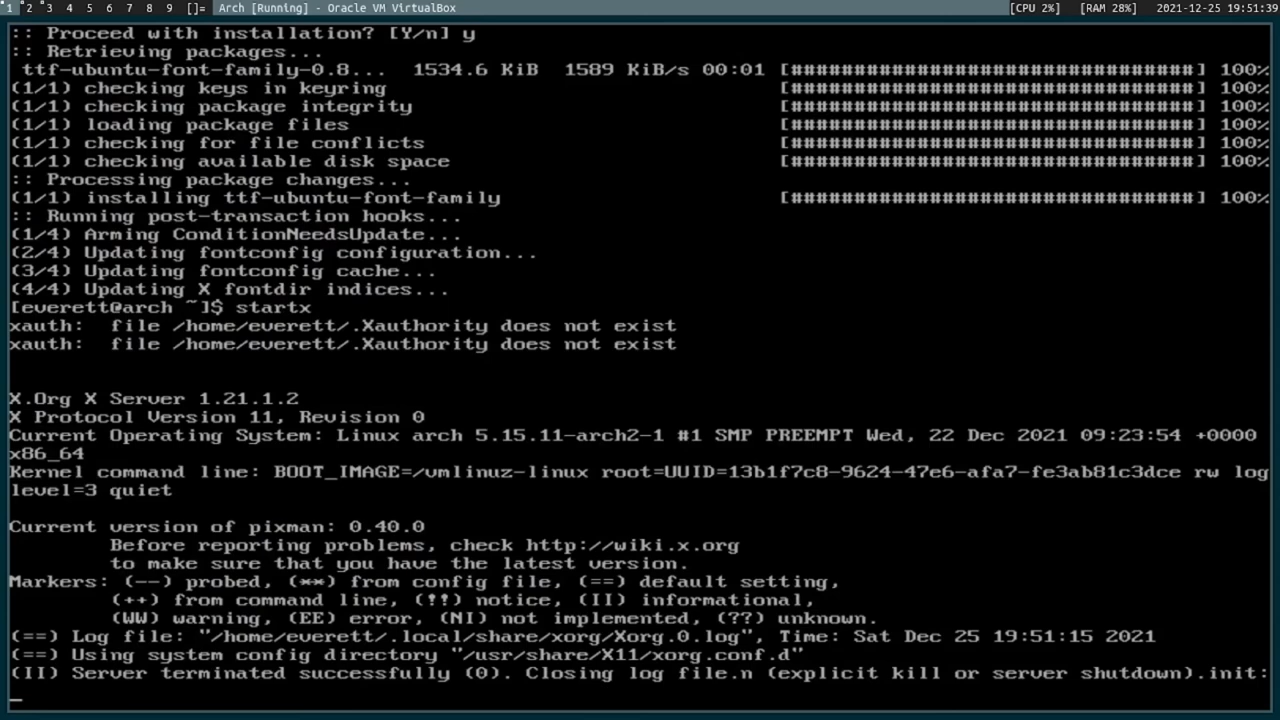 1 2 3 4 5 6 7 8 9 []= Arch [Running] - Oracle VM VirtualBox [CPU 2%] [RAM 28%] 2021-12-25 19:51:39
:: Proceed with installation? [Y/n] y
:: Retrieving packages...
ttf-ubuntu-font-family-0.8... 1534.6 KiB 1589 KiB/s 00:01 [################################] 100%
(1/1) checking keys in keyring [################################] 100%
(1/1) checking package integrity [################################] 100%
(1/1) loading package files [################################] 100%
(1/1) checking for file conflicts [################################] 100%
(1/1) checking available disk space [################################] 100%
:: Processing package changes...
(1/1) installing ttf-ubuntu-font-family [################################] 100%
:: Running post-transaction hooks...
(1/4) Arming ConditionNeedsUpdate...
(2/4) Updating fontconfig configuration...
(3/4) Updating fontconfig cache...
(4/4) Updating X fontdir indices...
[everett@arch ~]$ startx
xauth:  file /home/everett/.Xauthority does not exist
xauth:  file /home/everett/.Xauthority does not exist
X.Org X Server 1.21.1.2
X Protocol Version 11, Revision 0
Current Operating System: Linux arch 5.15.11-arch2-1 #1 SMP PREEMPT Wed, 22 Dec 2021 09:23:54 +0000
x86_64
Kernel command line: BOOT_IMAGE=/vmlinuz-linux root=UUID=13b1f7c8-9624-47e6-afa7-fe3ab81c3dce rw log
level=3 quiet
Current version of pixman: 0.40.0
Before reporting problems, check http://wiki.x.org
to make sure that you have the latest version.
Markers: (--) probed, (**) from config file, (==) default setting,
(++) from command line, (!!) notice, (II) informational,
(WW) warning, (EE) error, (NI) not implemented, (??) unknown.
(==) Log file: "/home/everett/.local/share/xorg/Xorg.0.log", Time: Sat Dec 25 19:51:15 2021
(==) Using system config directory "/usr/share/X11/xorg.conf.d"
(II) Server terminated successfully (0). Closing log file.n (explicit kill or server shutdown).init:
_